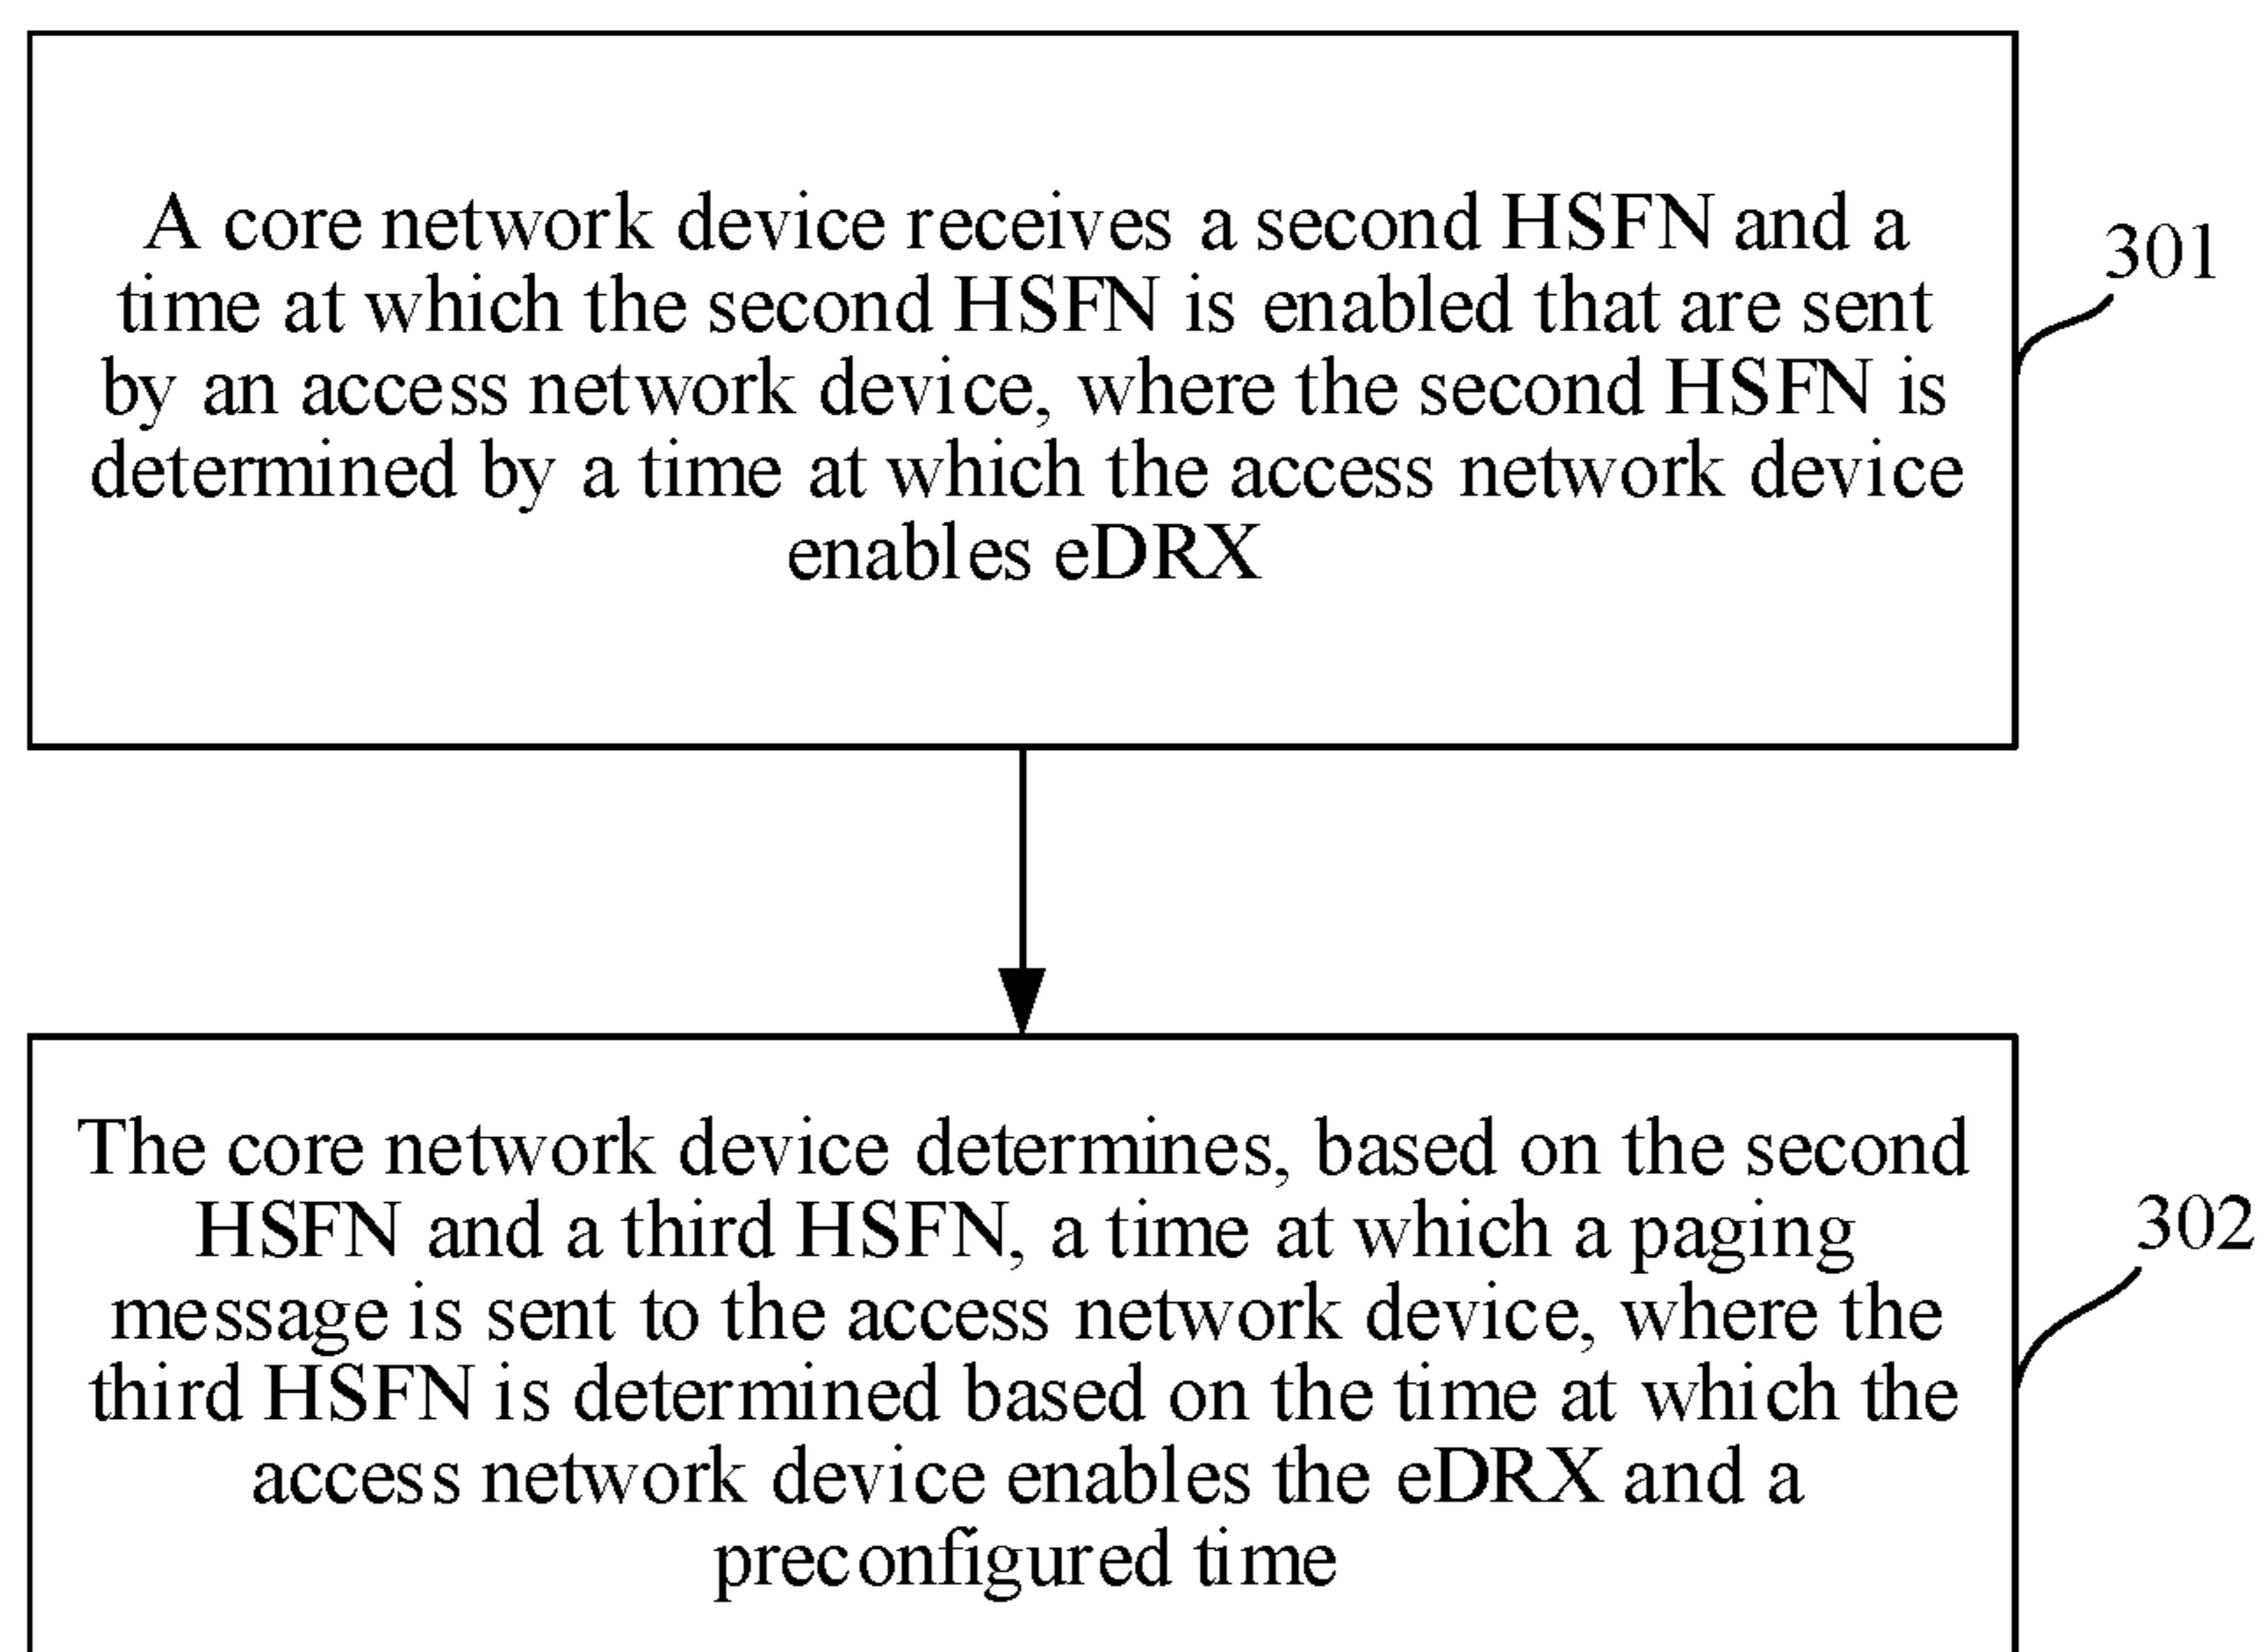 A core network device receives a second HSFN and a
time at which the second HSFN is enabled that are sent
by an access network device, where the second HSFN is
determined by a time at which the access network device
enables eDRX
301
The core network device determines, based on the second
HSFN and a third HSFN, a time at which a paging
message is sent to the access network device, where the
third HSFN is determined based on the time at which the
access network device enables the eDRX and a
preconfigured time
302